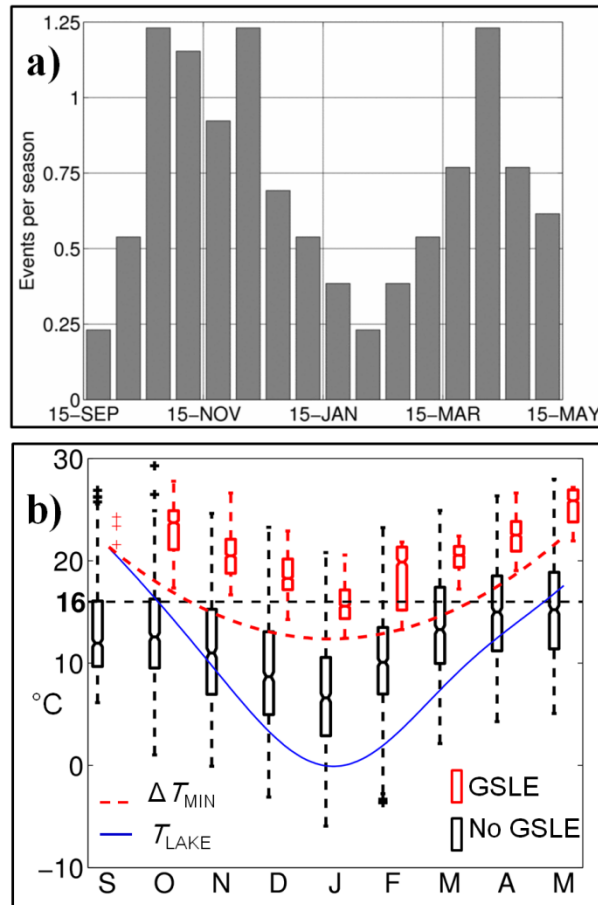 a)
Events per season
1.25
1
0.75
0.5
0.25
0
15-SEP 15-NOV 15-JAN 15-MAR 15-MAY
b)
30
20
16
10
°C
0
-10
ΔT_MIN
T_LAKE
GSLE
No GSLE
S O N D J F M A M